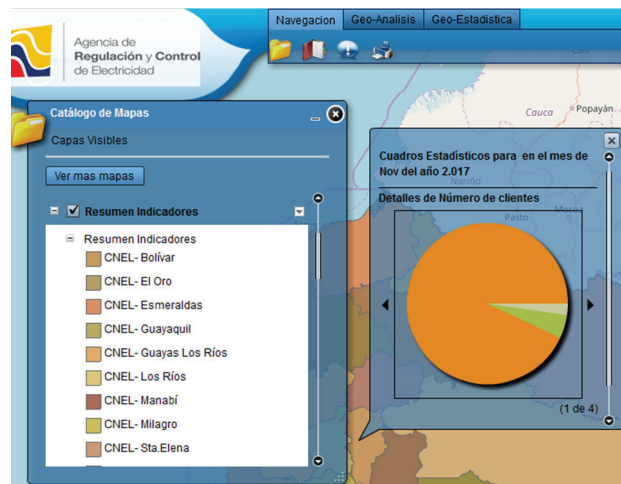 Navegacion
Geo-Analisis
Geo-Estadistica
Agencia de
Regulación y Control
de Electricidad
Cauca
Popayán
Catálogo de Mapas
Capas Visibles
Ver mas mapas
Resumen Indicadores
Resumen Indicadores
CNEL- Bolívar
CNEL- El Oro
CNEL- Esmeraldas
CNEL- Guayaquil
CNEL- Guayas Los Ríos
CNEL- Los Ríos
CNEL- Manabí
CNEL- Milagro
CNEL- Sta.Elena
Cuadros Estadísticos para en el mes de
Nov del año 2.017
Nariño
Detalles de Número de clientes
Pasto
(1 de 4)